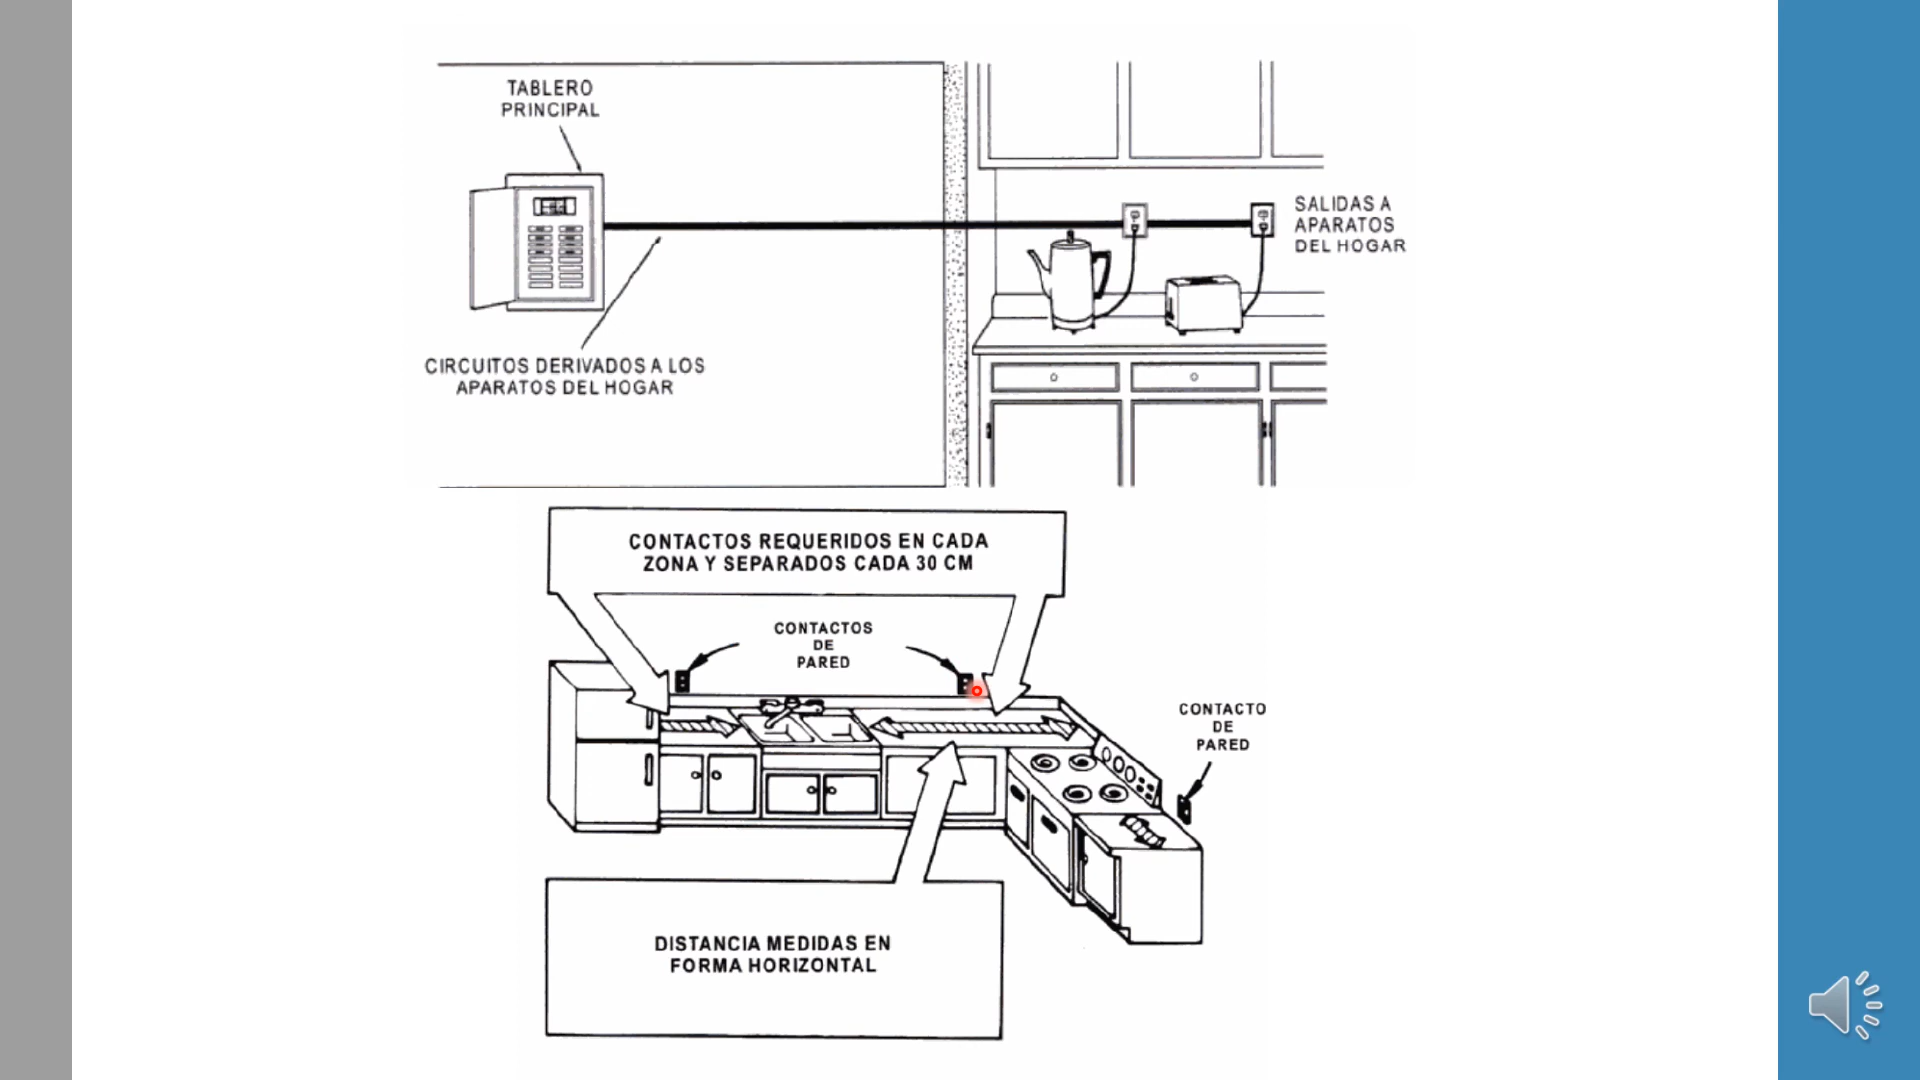 TABLERO
PRINCIPAL
SALIDAS A
APARATOS
DEL HOGAR
CIRCUITOS DERIVADOS A LOS
APARATOS DEL HOGAR
CONTACTOS REQUERIDOS EN CADA
ZONA Y SEPARADOS CADA 30 CM
CONTACTOS
DE
PARED
CONTACTO
DE
PARED
DISTANCIA MEDIDAS EN
FORMA HORIZONTAL